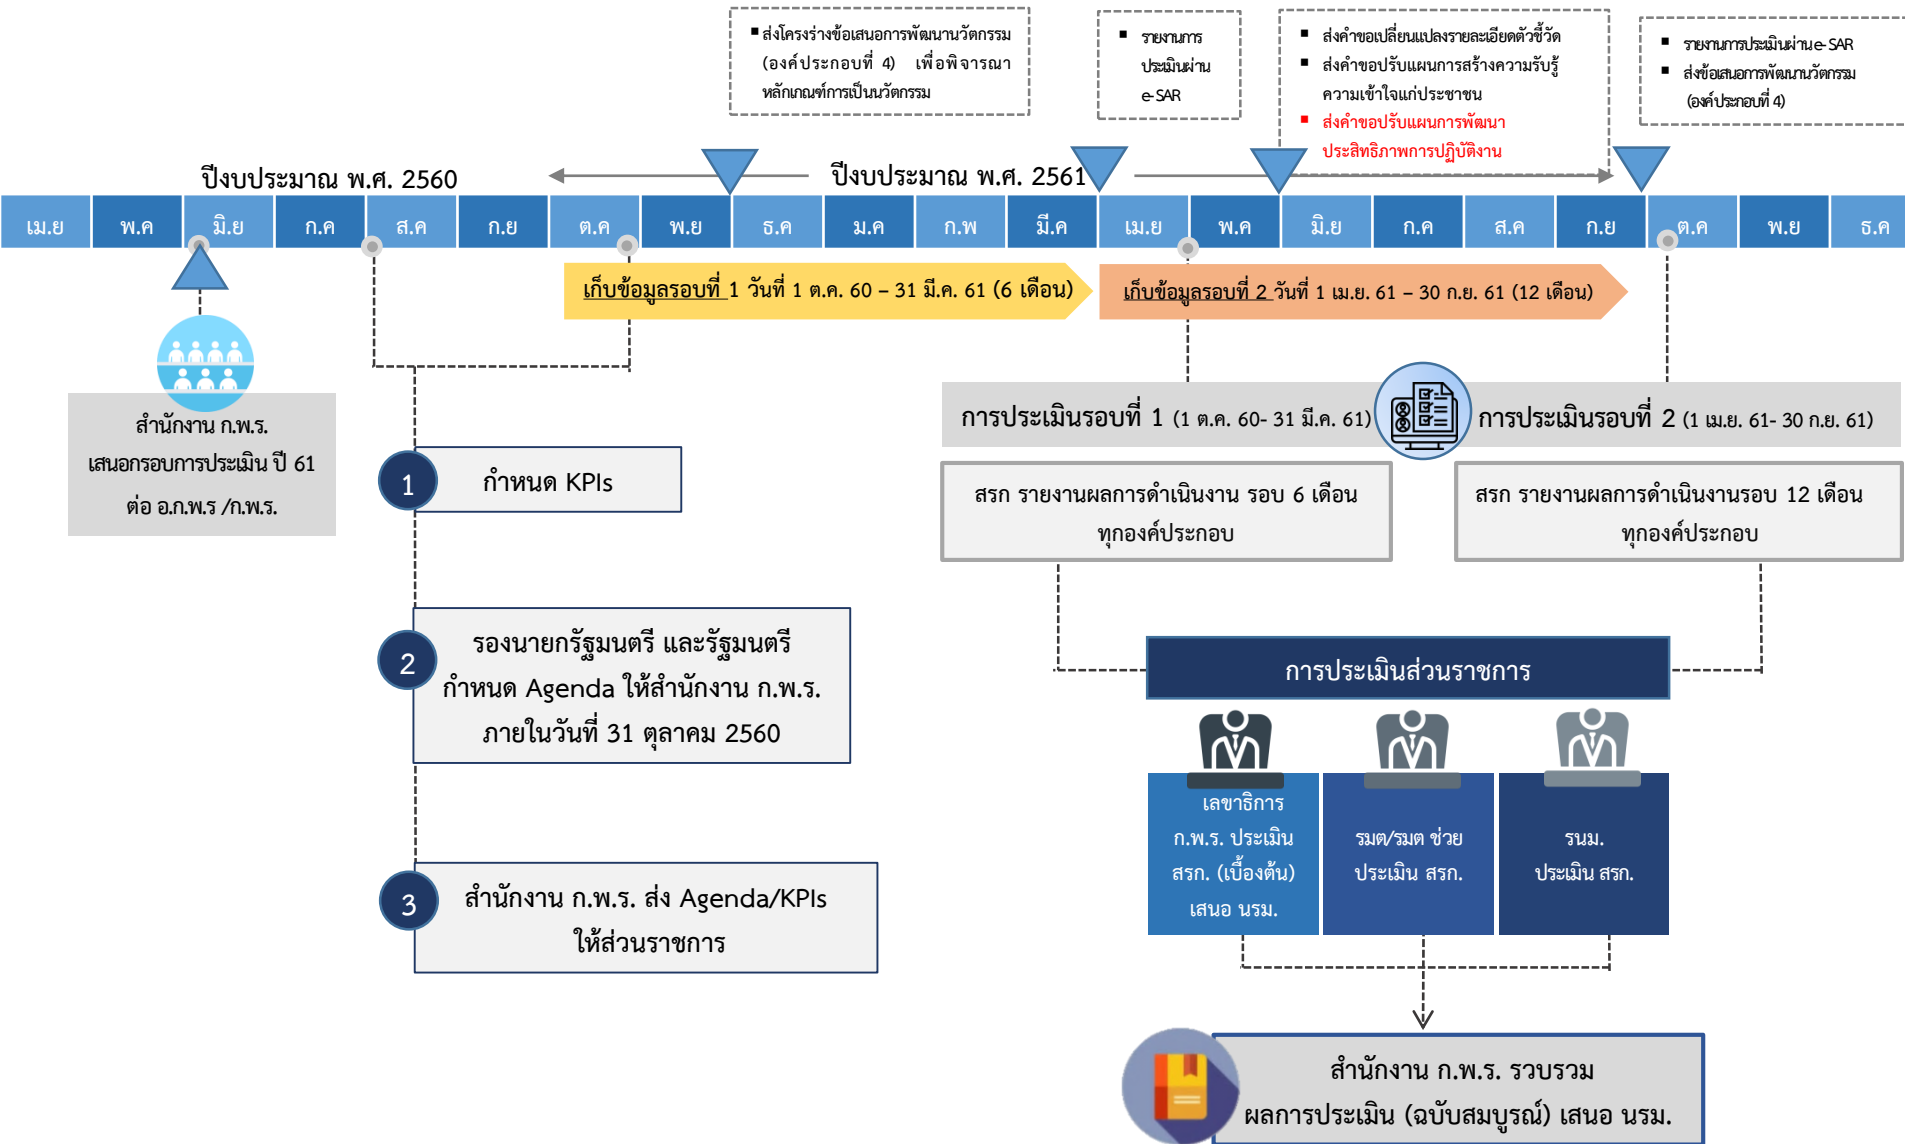 ▪ ส่งโครงร่างข้อเสนอการพัฒนานวัตกรรม
(องค์ประกอบที่ 4) เพื่อพิจารณา
หลักเกณฑ์การเป็นนวัตกรรม
▪ รายงานการ
ประเมินผ่าน
e-SAR
▪ ส่งคำขอเปลี่ยนแปลงรายละเอียดตัวชี้วัด
▪ ส่งคำขอปรับแผนการสร้างความรับรู้
ความเข้าใจแก่ประชาชน
▪ ส่งคำขอปรับแผนการพัฒนา
ประสิทธิภาพการปฏิบัติงาน
▪ รายงานการประเมินผ่าน e-SAR
▪ ส่งข้อเสนอการพัฒนานวัตกรรม
(องค์ประกอบที่ 4)
ปีงบประมาณ พ.ศ. 2560
ปีงบประมาณ พ.ศ. 2561
เม.ย พ.ค มิ.ย ก.ค ส.ค ก.ย ต.ค พ.ย ธ.ค ม.ค ก.พ มี.ค เม.ย พ.ค มิ.ย ก.ค ส.ค ก.ย ต.ค พ.ย ธ.ค
เก็บข้อมูลรอบที่ 1 วันที่ 1 ต.ค. 60 – 31 มี.ค. 61 (6 เดือน)
เก็บข้อมูลรอบที่ 2 วันที่ 1 เม.ย. 61 – 30 ก.ย. 61 (12 เดือน)
สำนักงาน ก.พ.ร.
เสนอกรอบการประเมิน ปี 61
ต่อ อ.ก.พ.ร /ก.พ.ร.
1
กำหนด KPIs
2
รองนายกรัฐมนตรี และรัฐมนตรี
กำหนด Agenda ให้สำนักงาน ก.พ.ร.
ภายในวันที่ 31 ตุลาคม 2560
3
สำนักงาน ก.พ.ร. ส่ง Agenda/KPIs
ให้ส่วนราชการ
การประเมินรอบที่ 1 (1 ต.ค. 60- 31 มี.ค. 61)
การประเมินรอบที่ 2 (1 เม.ย. 61- 30 ก.ย. 61)
สรก รายงานผลการดำเนินงาน รอบ 6 เดือน
ทุกองค์ประกอบ
สรก รายงานผลการดำเนินงานรอบ 12 เดือน
ทุกองค์ประกอบ
การประเมินส่วนราชการ
เลขาธิการ
ก.พ.ร. ประเมิน
สรก. (เบื้องต้น)
เสนอ นรม.
รมต/รมต ช่วย
ประเมิน สรก.
รนม.
ประเมิน สรก.
สำนักงาน ก.พ.ร. รวบรวม
ผลการประเมิน (ฉบับสมบูรณ์) เสนอ นรม.